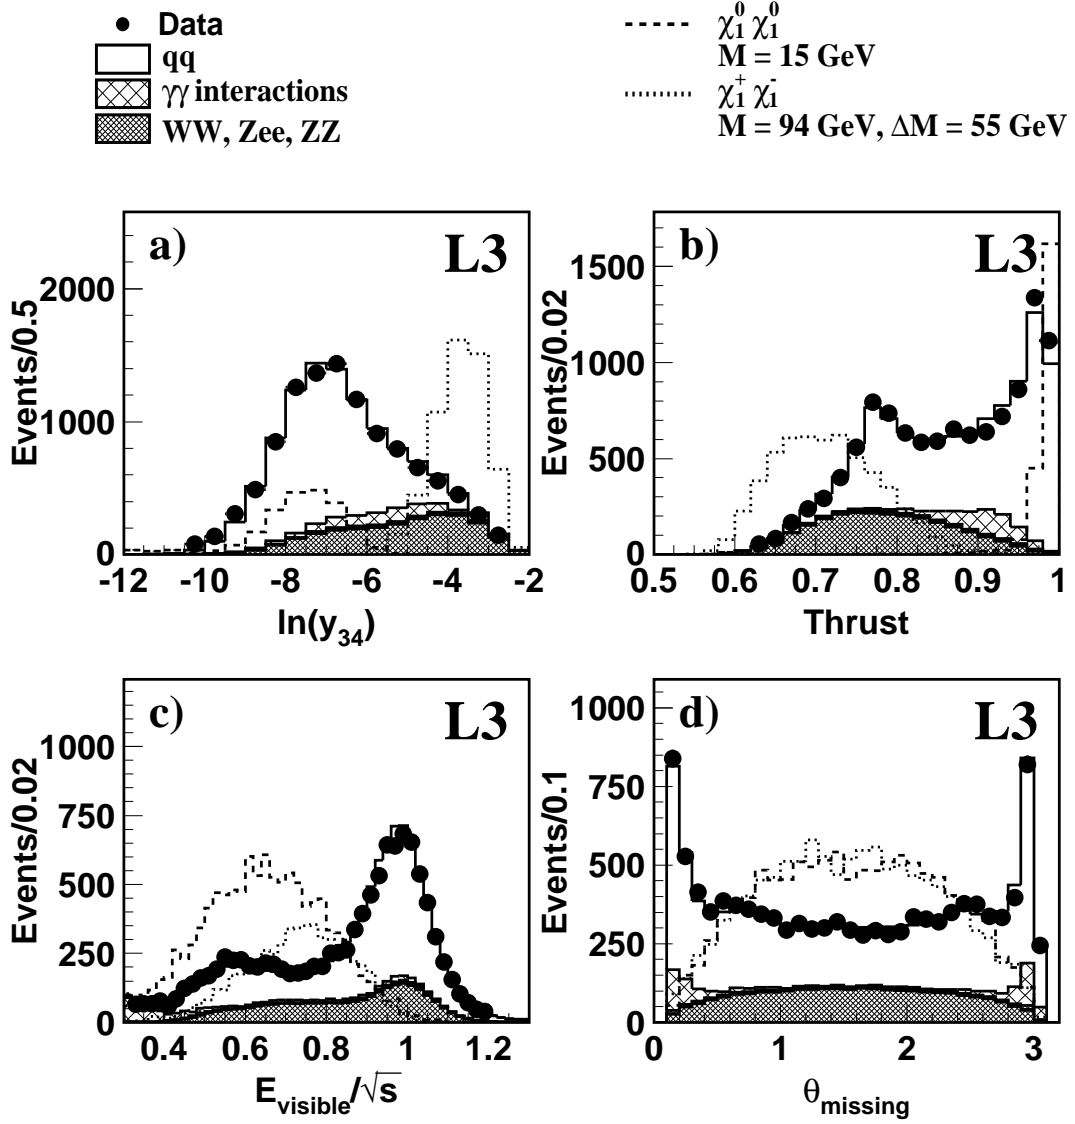 Data
qq
γγ interactions
WW, Zee, ZZ
χ₁⁰ χ₁⁰
M = 15 GeV
χ₁⁺ χ₁⁻
M = 94 GeV, ΔM = 55 GeV
a) L3
Events/0.5
2000
1000
0
-12 -10 -8 -6 -4 -2
ln(y₃₄)
b) L3
Events/0.02
1500
1000
500
0
0.5 0.6 0.7 0.8 0.9 1
Thrust
c) L3
Events/0.02
1000
750
500
250
0
0.4 0.6 0.8 1 1.2
E_visible/√s
d) L3
Events/0.1
1000
750
500
250
0
0 1 2 3
θ_missing